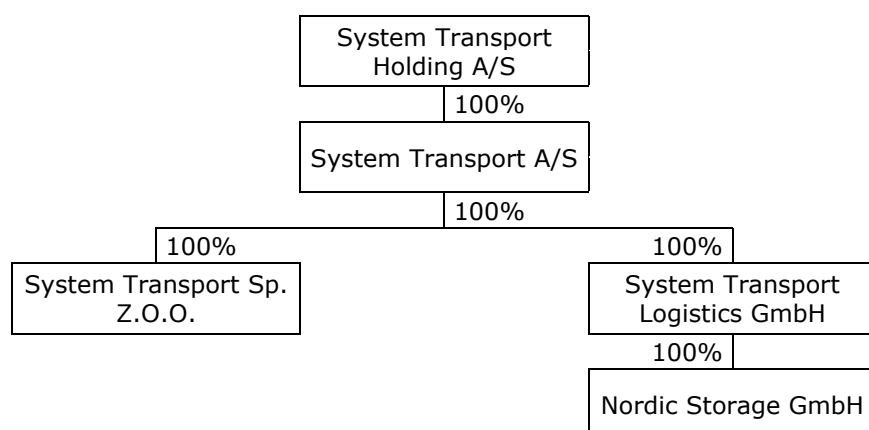 System Transport
Holding A/S
100%
System Transport A/S
100%
100%
100%
System Transport Sp.
Z.O.O.
System Transport
Logistics GmbH
100%
Nordic Storage GmbH